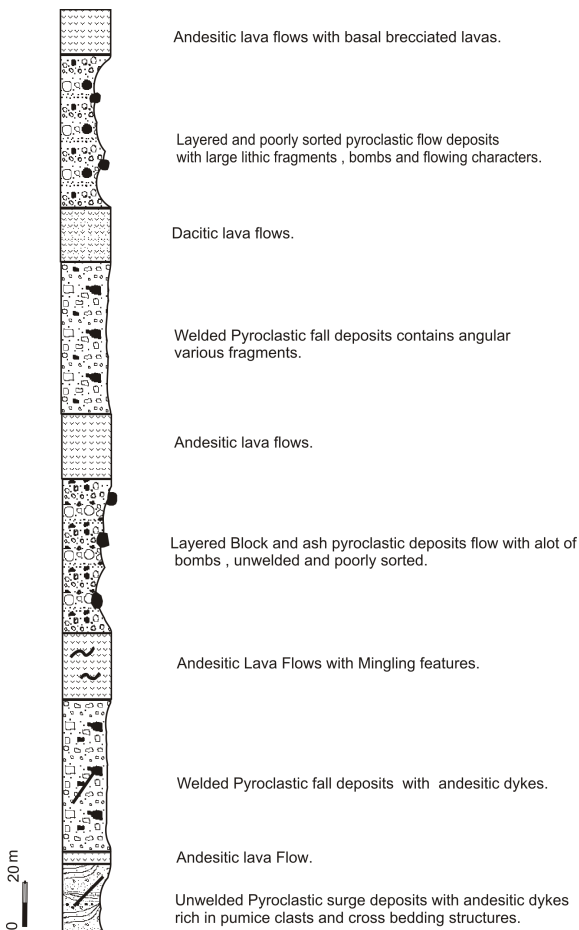 Andesitic lava flows with basal brecciated lavas.
Layered and poorly sorted pyroclastic flow deposits
with large lithic fragments , bombs and flowing characters.
Dacitic lava flows.
Welded Pyroclastic fall deposits contains angular
various fragments.
Andesitic lava flows.
Layered Block and ash pyroclastic deposits flow with alot of
bombs , unwelded and poorly sorted.
Andesitic Lava Flows with Mingling features.
Welded Pyroclastic fall deposits with andesitic dykes.
Andesitic lava Flow.
Unwelded Pyroclastic surge deposits with andesitic dykes
rich in pumice clasts and cross bedding structures.
0 20 m